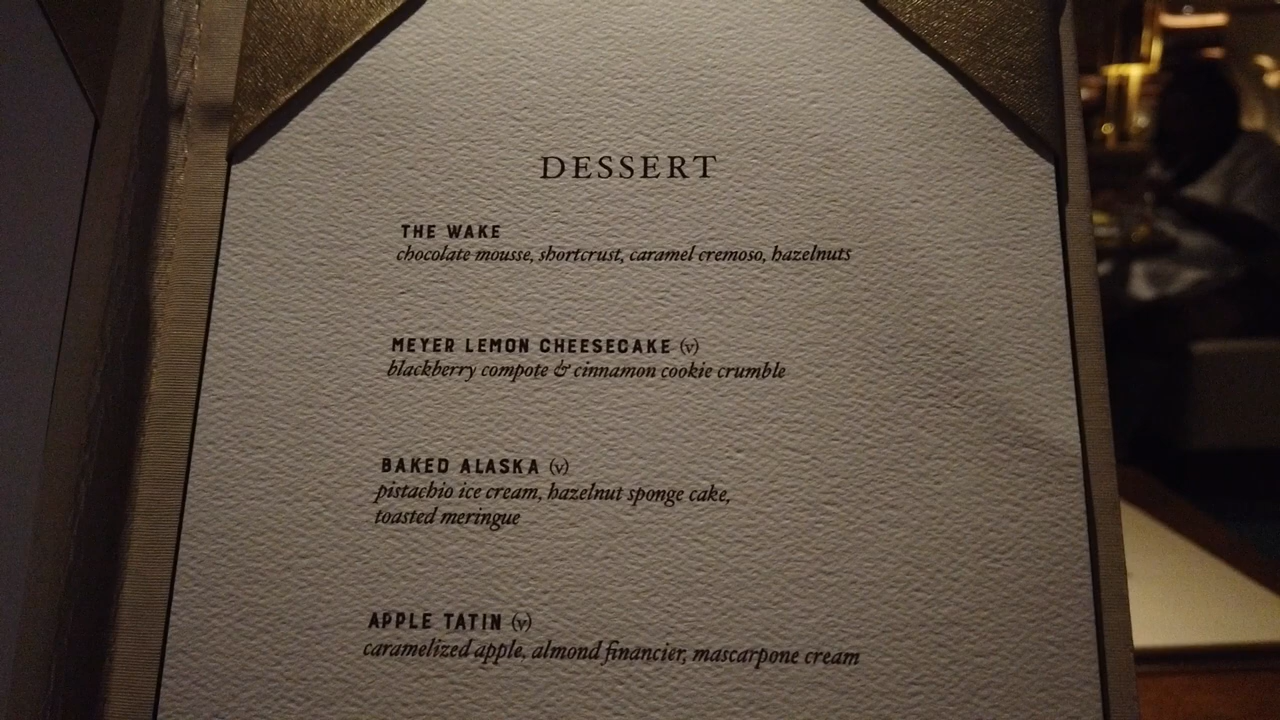 DESSERT
THE WAKE
chocolate mousse, shortcrust, caramel cremoso, hazelnuts
MEYER LEMON CHEESECAKE (v)
blackberry compote & cinnamon cookie crumble
BAKED ALASKA (v)
pistachio ice cream, hazelnut sponge cake,
toasted meringue
APPLE TATIN (v)
caramelized apple, almond financier, mascarpone cream